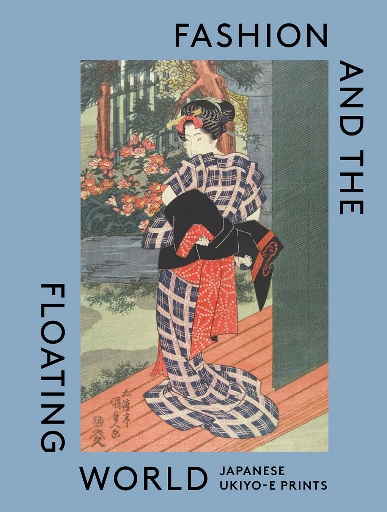 FASHION
AND THE
FLOATING
WORLD
JAPANESE
UKIYO-E PRINTS